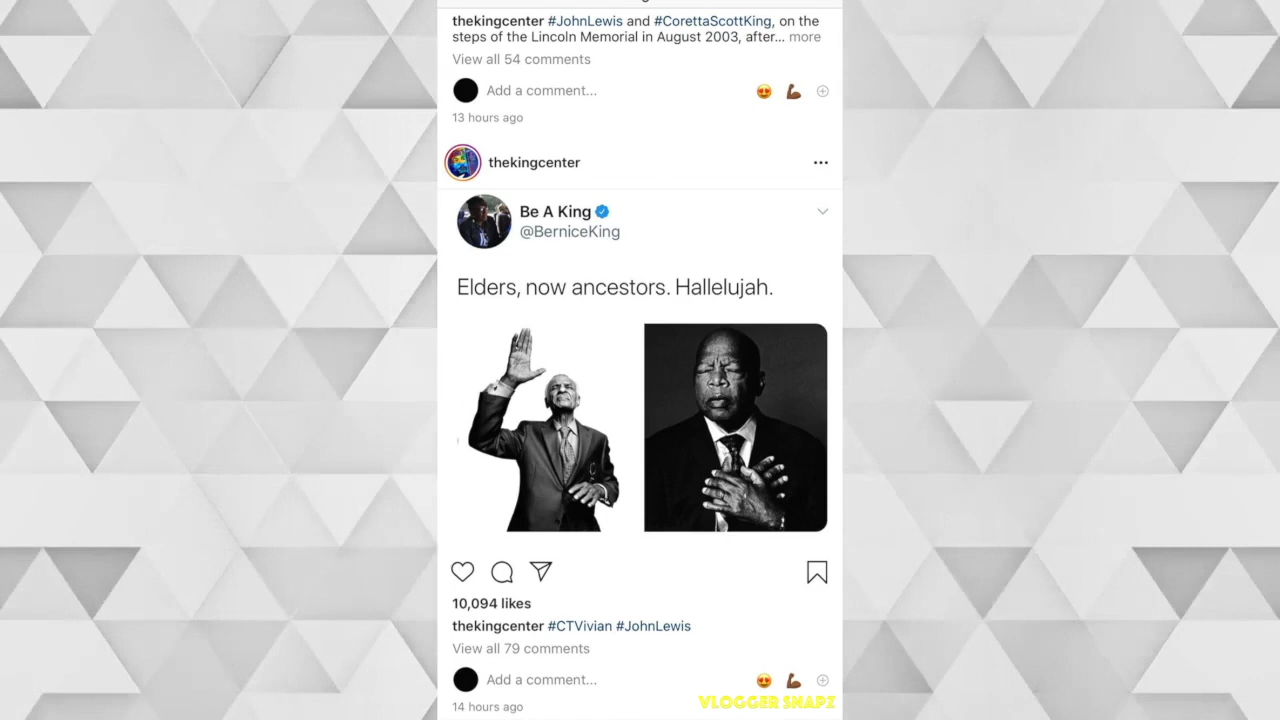 thekingcenter #JohnLewis and #CorettaScottKing, on the
steps of the Lincoln Memorial in August 2003, after... more
View all 54 comments
Add a comment...
13 hours ago
thekingcenter
Be A King
@BerniceKing
Elders, now ancestors. Hallelujah.
10,094 likes
thekingcenter #CTVivian #JohnLewis
View all 79 comments
Add a comment...
VLOGGER SNAPZ
14 hours ago